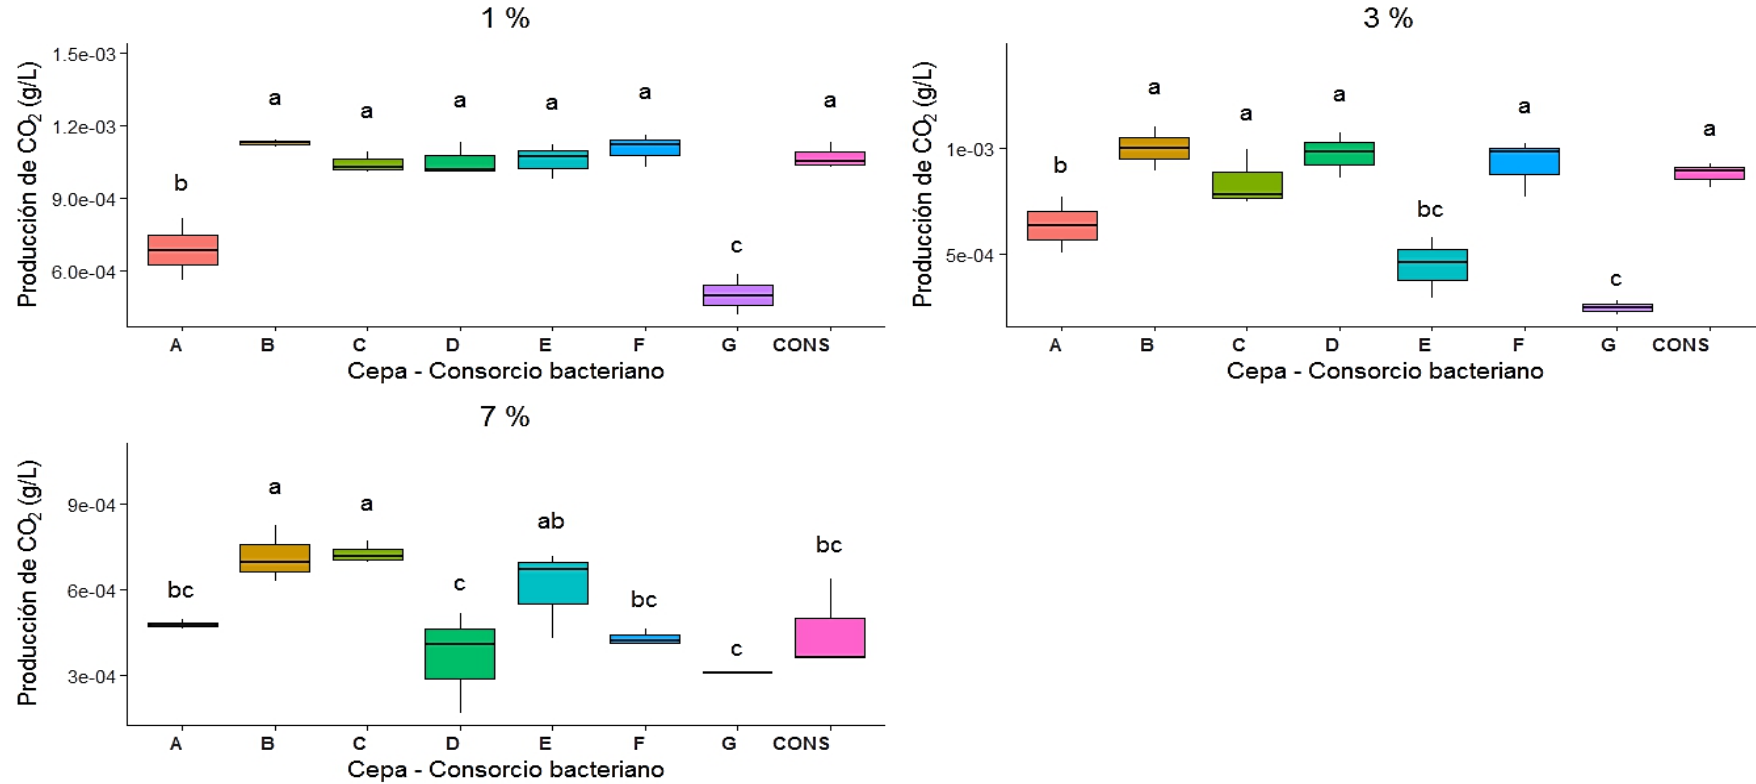 1 %
Producción de CO₂ (g/L)
1.5e-03
1.2e-03
9.0e-04
6.0e-04
b a a a a a c a
A B C D E F G CONS
Cepa - Consorcio bacteriano
3 %
Producción de CO₂ (g/L)
1e-03
5e-04
b a a a bc a c a
A B C D E F G CONS
Cepa - Consorcio bacteriano
7 %
Producción de CO₂ (g/L)
9e-04
6e-04
3e-04
bc a a c ab bc c bc
A B C D E F G CONS
Cepa - Consorcio bacteriano